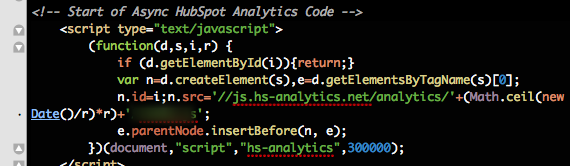 <!-- Start of Async HubSpot Analytics Code -->
<script type="text/javascript">
(function(d,s,i,r) {
if (d.getElementById(i)){return;}
var n=d.createElement(s),e=d.getElementsByTagName(s)[0];
n.id=i;n.src='//js.hs-analytics.net/analytics/'+(Math.ceil(new
Date()/r)*r)+' s';
e.parentNode.insertBefore(n, e);
})(document,"script","hs-analytics",300000);
</script>